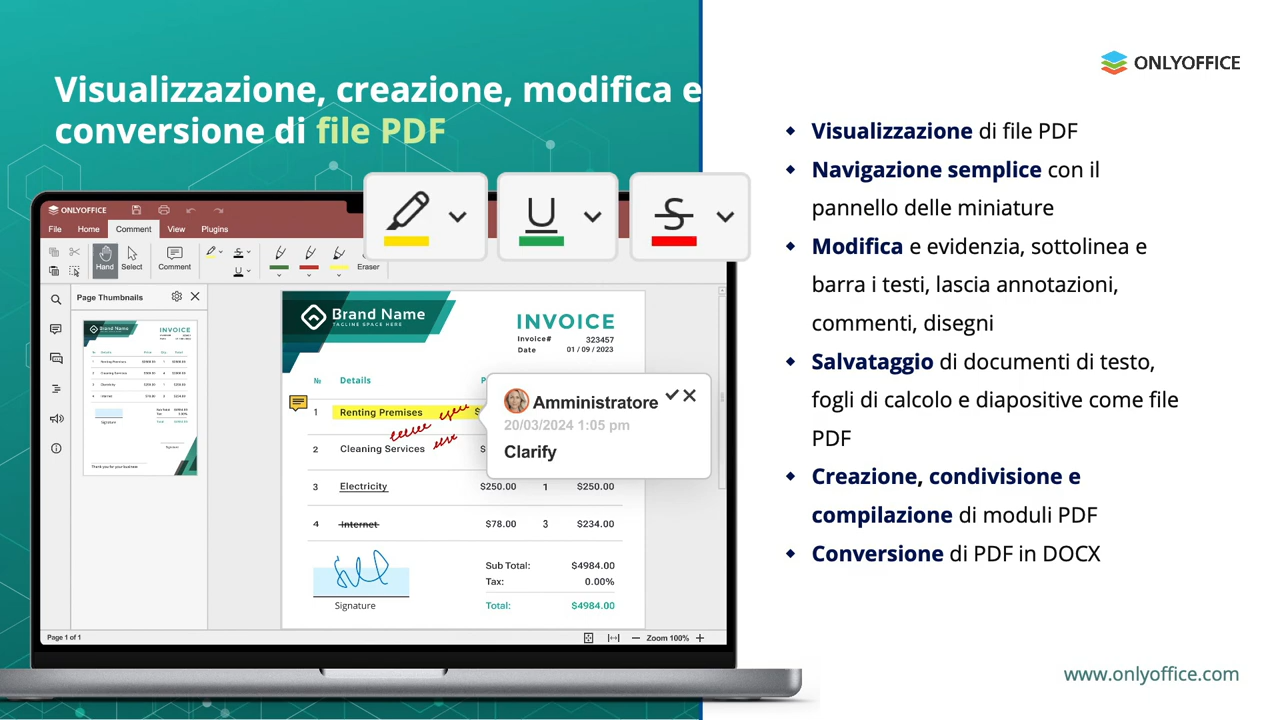 Visualizzazione, creazione, modifica e
conversione di file PDF
ONLYOFFICE
File Home Comment View Plugins
Hand Select Comment Eraser
U S
Page Thumbnails
Brand Name
TAGLINE SPACE HERE
INVOICE
Invoice# 323457
Date 01 / 09 / 2023
№ Details
1 Renting Premises
2 Cleaning Services
3 Electricity $250.00 1 $250.00
4 Internet $78.00 3 $234.00
Amministratore
20/03/2024 1:05 pm
Clarify
Sub Total: $4984.00
Tax: 0.00%
Total: $4984.00
Signature
Page 1 of 1
Zoom 100%
ONLYOFFICE
Visualizzazione di file PDF
Navigazione semplice con il
pannello delle miniature
Modifica e evidenzia, sottolinea e
barra i testi, lascia annotazioni,
commenti, disegni
Salvataggio di documenti di testo,
fogli di calcolo e diapositive come file
PDF
Creazione, condivisione e
compilazione di moduli PDF
Conversione di PDF in DOCX
www.onlyoffice.com